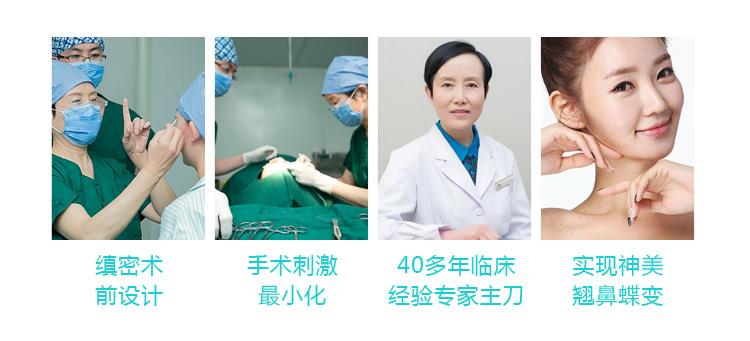 缜密术
前设计
手术刺激
最小化
40多年临床
经验专家主刀
实现神美
翘鼻蝶变